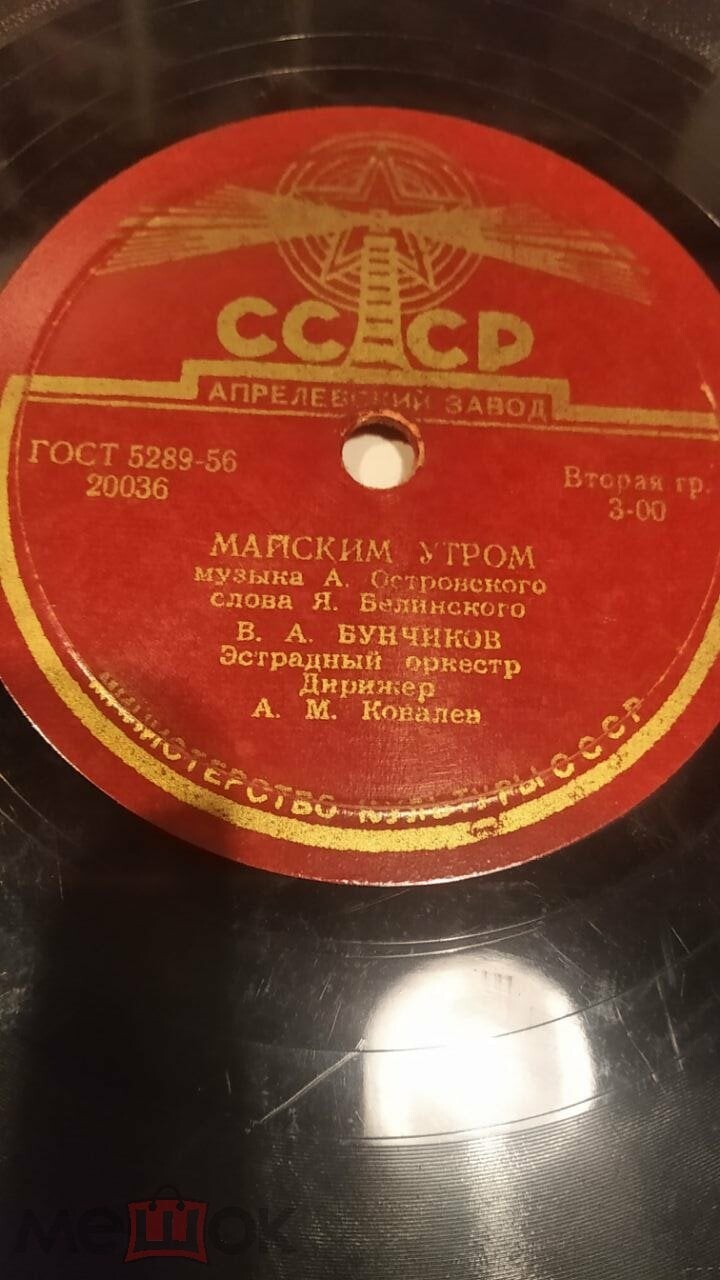 СССР
АПРЕЛЕВСКИЙ ЗАВОД
ГОСТ 5289-56
20036
Вторая гр.
3-00
МАЙСКИМ УТРОМ
музыка А. Островского
слова Я. Белинского
В. А. БУНЧИКОВ
Эстрадный оркестр
Дирижер
А. М. Ковалев
МИНИСТЕРСТВО КУЛЬТУРЫ СССР
мешок